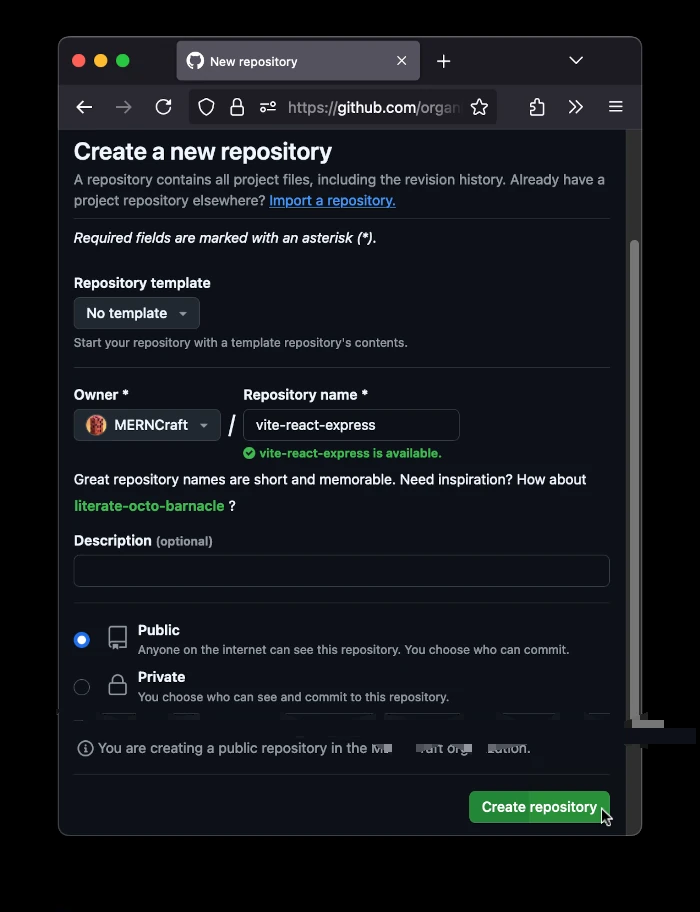 New repository
https://github.com/organ
Create a new repository
A repository contains all project files, including the revision history. Already have a
project repository elsewhere? Import a repository.
Required fields are marked with an asterisk (*).
Repository template
No template
Start your repository with a template repository's contents.
Owner * Repository name *
MERNCraft / vite-react-express
vite-react-express is available.
Great repository names are short and memorable. Need inspiration? How about
literate-octo-barnacle ?
Description (optional)
Public
Anyone on the internet can see this repository. You choose who can commit.
Private
You choose who can see and commit to this repository.
You are creating a public repository in the
Create repository